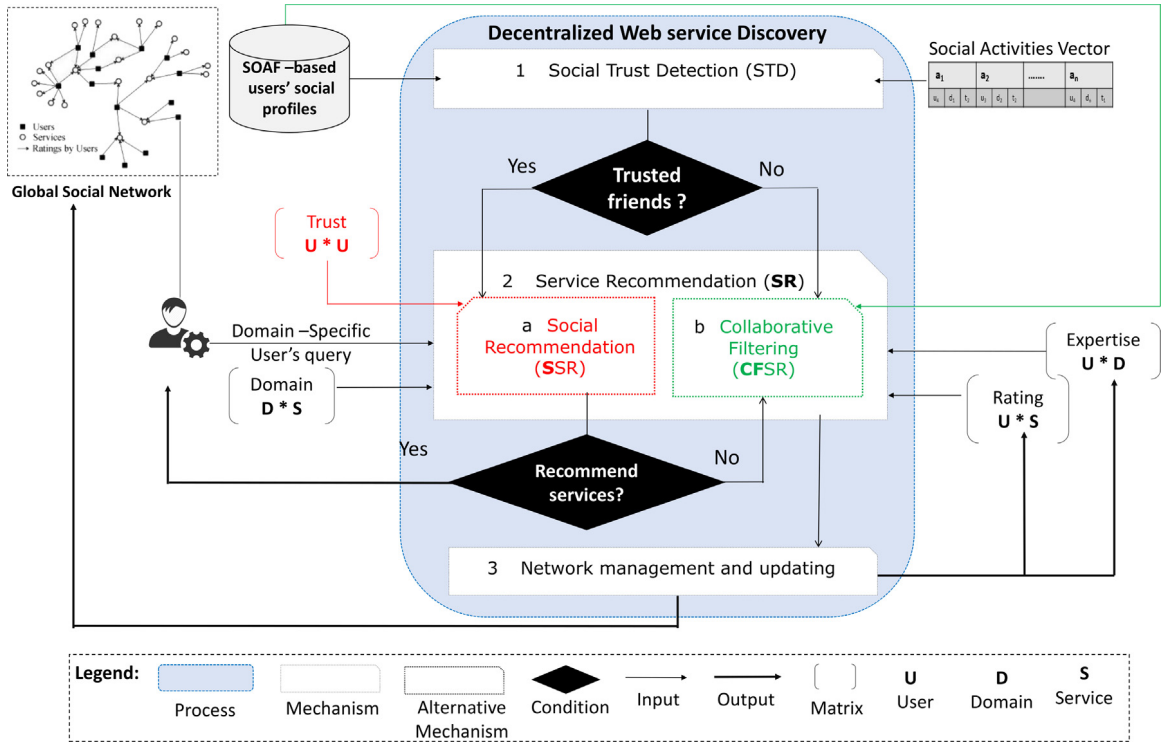 Users
Services
Ratings by Users
Global Social Network
SOAF –based
users' social
profiles
Decentralized Web service Discovery
1 Social Trust Detection (STD)
Social Activities Vector
a1 a2 ....... an
Yes
Trusted
friends ?
No
Trust
U * U
2 Service Recommendation (SR)
a Social
Recommendation
(SSR)
b Collaborative
Filtering
(CFSR)
Domain –Specific
User's query
Domain
D * S
Expertise
U * D
Rating
U * S
Yes
Recommend
services?
No
3 Network management and updating
Legend:
Process
Mechanism
Alternative
Mechanism
Condition
Input
Output
Matrix
U
User
D
Domain
S
Service